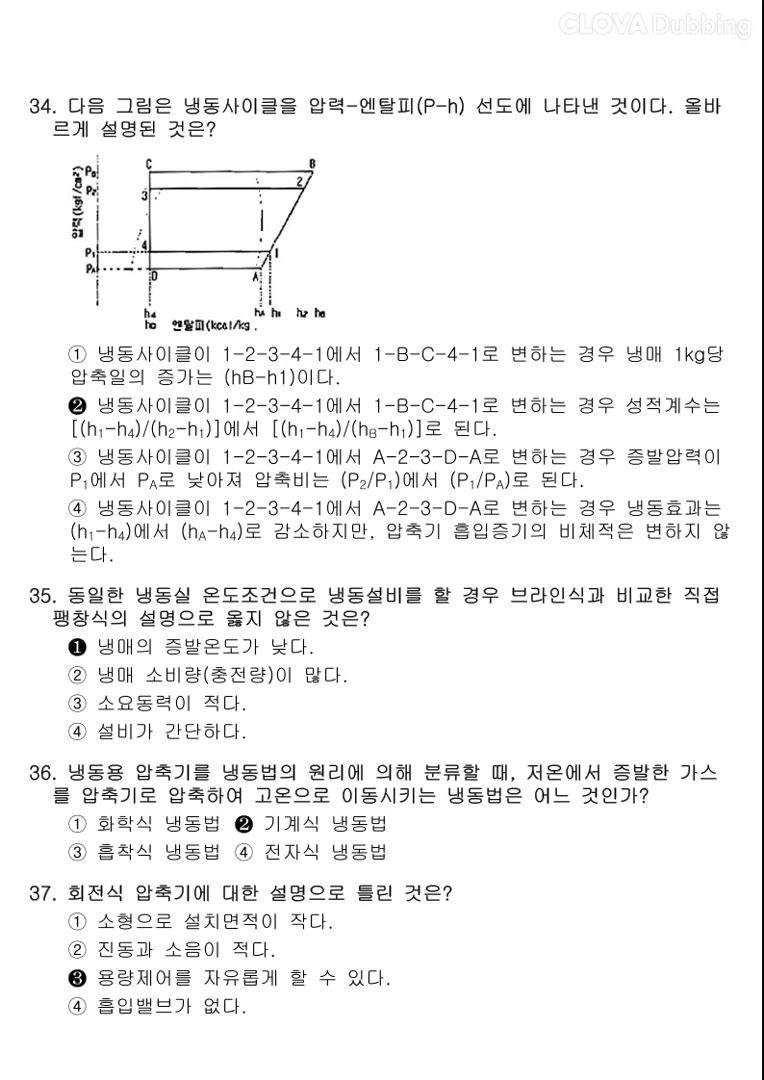 CLOVA Dubbing
34. 다음 그림은 냉동사이클을 압력-엔탈피(P-h) 선도에 나타낸 것이다. 올바
르게 설명된 것은?
C B
P₂ 3 2
압력(kgf/cm²)
P₁ 4 1
PA D A
h₄ hA h₁ h₂ hB
hD 엔탈피(kcal/kg .
① 냉동사이클이 1-2-3-4-1에서 1-B-C-4-1로 변하는 경우 냉매 1kg당
압축일의 증가는 (hB-h1)이다.
❷ 냉동사이클이 1-2-3-4-1에서 1-B-C-4-1로 변하는 경우 성적계수는
[(h₁-h₄)/(h₂-h₁)]에서 [(h₁-h₄)/(hB-h₁)]로 된다.
③ 냉동사이클이 1-2-3-4-1에서 A-2-3-D-A로 변하는 경우 증발압력이
P₁에서 PA로 낮아져 압축비는 (P₂/P₁)에서 (P₁/PA)로 된다.
④ 냉동사이클이 1-2-3-4-1에서 A-2-3-D-A로 변하는 경우 냉동효과는
(h₁-h₄)에서 (hA-h₄)로 감소하지만, 압축기 흡입증기의 비체적은 변하지 않
는다.
35. 동일한 냉동실 온도조건으로 냉동설비를 할 경우 브라인식과 비교한 직접
팽창식의 설명으로 옳지 않은 것은?
❶ 냉매의 증발온도가 낮다.
② 냉매 소비량(충전량)이 많다.
③ 소요동력이 적다.
④ 설비가 간단하다.
36. 냉동용 압축기를 냉동법의 원리에 의해 분류할 때, 저온에서 증발한 가스
를 압축기로 압축하여 고온으로 이동시키는 냉동법은 어느 것인가?
① 화학식 냉동법 ❷ 기계식 냉동법
③ 흡착식 냉동법 ④ 전자식 냉동법
37. 회전식 압축기에 대한 설명으로 틀린 것은?
① 소형으로 설치면적이 작다.
② 진동과 소음이 적다.
❸ 용량제어를 자유롭게 할 수 있다.
④ 흡입밸브가 없다.